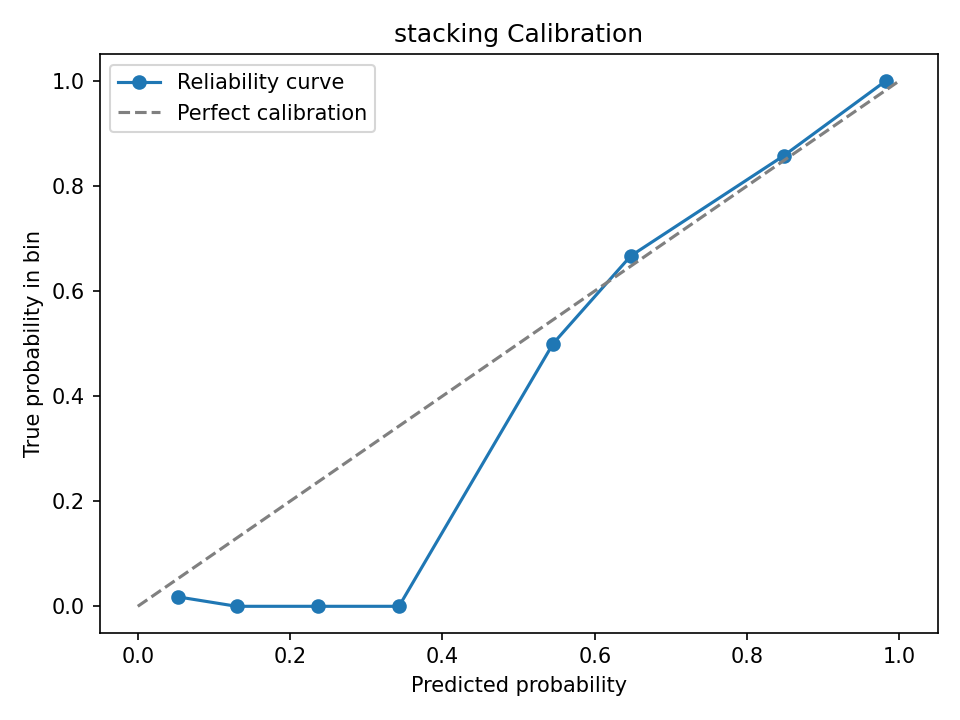 stacking Calibration
Reliability curve
Perfect calibration
True probability in bin
1.0
0.8
0.6
0.4
0.2
0.0
0.0 0.2 0.4 0.6 0.8 1.0
Predicted probability